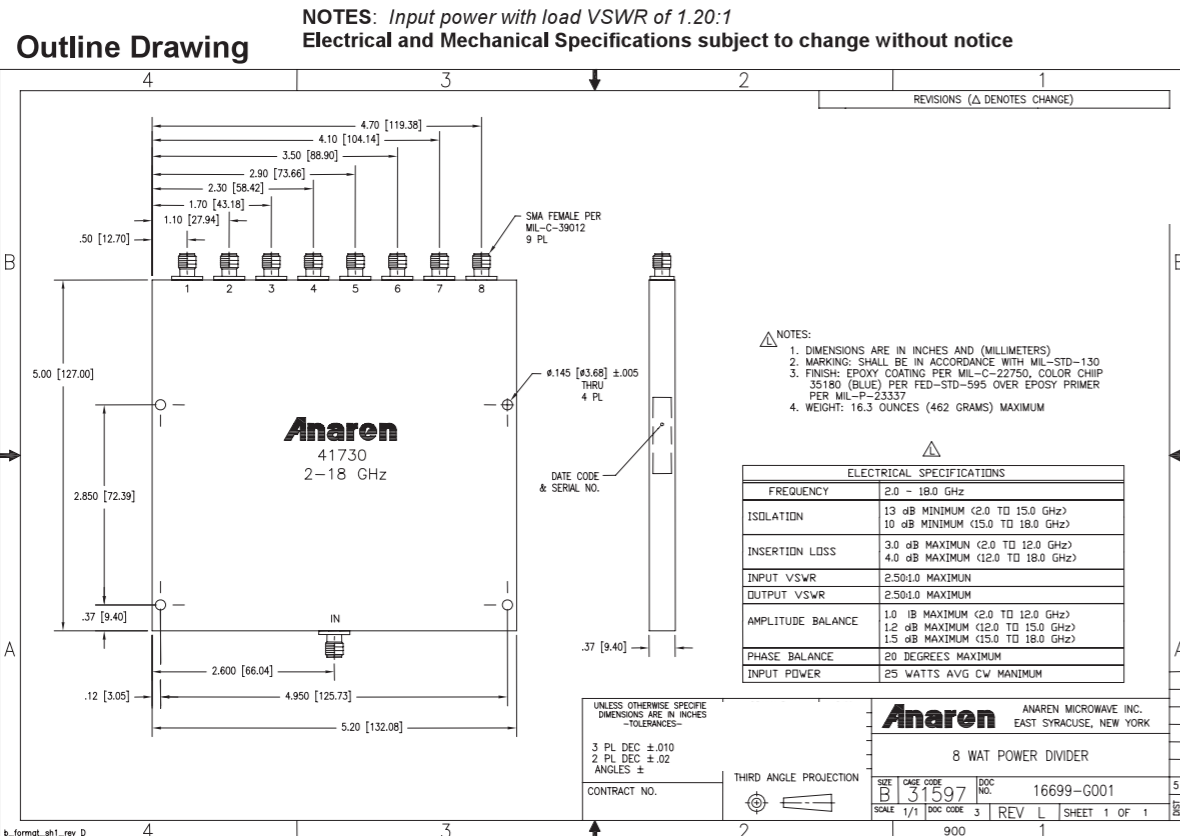 NOTES: Input power with load VSWR of 1.20:1
Outline Drawing
Electrical and Mechanical Specifications subject to change without notice
4
3
2
1
REVISIONS (△ DENOTES CHANGE)
4.70 [119.38]
4.10 [104.14]
3.50 [88.90]
2.90 [73.66]
2.30 [58.42]
1.70 [43.18]
1.10 [27.94]
.50 [12.70]
SMA FEMALE PER
MIL-C-39012
9 PL
B
1 2 3 4 5 6 7 8
5.00 [127.00]
ø.145 [ø3.68] ±.005
THRU
4 PL
Anaren
41730
2-18 GHz
2.850 [72.39]
DATE CODE
& SERIAL NO.
.37 [9.40]
IN
A
2.600 [66.04]
.12 [3.05]
4.950 [125.73]
5.20 [132.08]
.37 [9.40]
L
NOTES:
1. DIMENSIONS ARE IN INCHES AND (MILLIMETERS)
2. MARKING: SHALL BE IN ACCORDANCE WITH MIL-STD-130
3. FINISH: EPOXY COATING PER MIL-C-22750, COLOR CHIIP
35180 (BLUE) PER FED-STD-595 OVER EPOSY PRIMER
PER MIL-P-23337
4. WEIGHT: 16.3 OUNCES (462 GRAMS) MAXIMUM
L
ELECTRICAL SPECIFICATIONS
FREQUENCY 2.0 - 18.0 GHz
ISOLATION 13 dB MINIMUM (2.0 TO 15.0 GHz)
10 dB MINIMUM (15.0 TO 18.0 GHz)
INSERTION LOSS 3.0 dB MAXIMUN (2.0 TO 12.0 GHz)
4.0 dB MAXIMUM (12.0 TO 18.0 GHz)
INPUT VSWR 2.50:1.0 MAXIMUN
OUTPUT VSWR 2.50:1.0 MAXIMUM
AMPLITUDE BALANCE 1.0 IB MAXIMUM (2.0 TO 12.0 GHz)
1.2 dB MAXIMUM (12.0 TO 15.0 GHz)
1.5 dB MAXIMUM (15.0 TO 18.0 GHz)
PHASE BALANCE 20 DEGREES MAXIMUM
INPUT POWER 25 WATTS AVG CW MANIMUM
UNLESS OTHERWISE SPECIFIE
DIMENSIONS ARE IN INCHES
-TOLERANCES-
3 PL DEC ±.010
2 PL DEC ±.02
ANGLES ±
CONTRACT NO.
THIRD ANGLE PROJECTION
Anaren
ANAREN MICROWAVE INC.
EAST SYRACUSE, NEW YORK
8 WAT POWER DIVIDER
SIZE B
CAGE CODE 31597
DOC NO. 16699-G001
SCALE 1/1 DOC CODE 3 REV L SHEET 1 OF 1
5
DIST
b_format_sh1_rev D
4
3
2
900
1